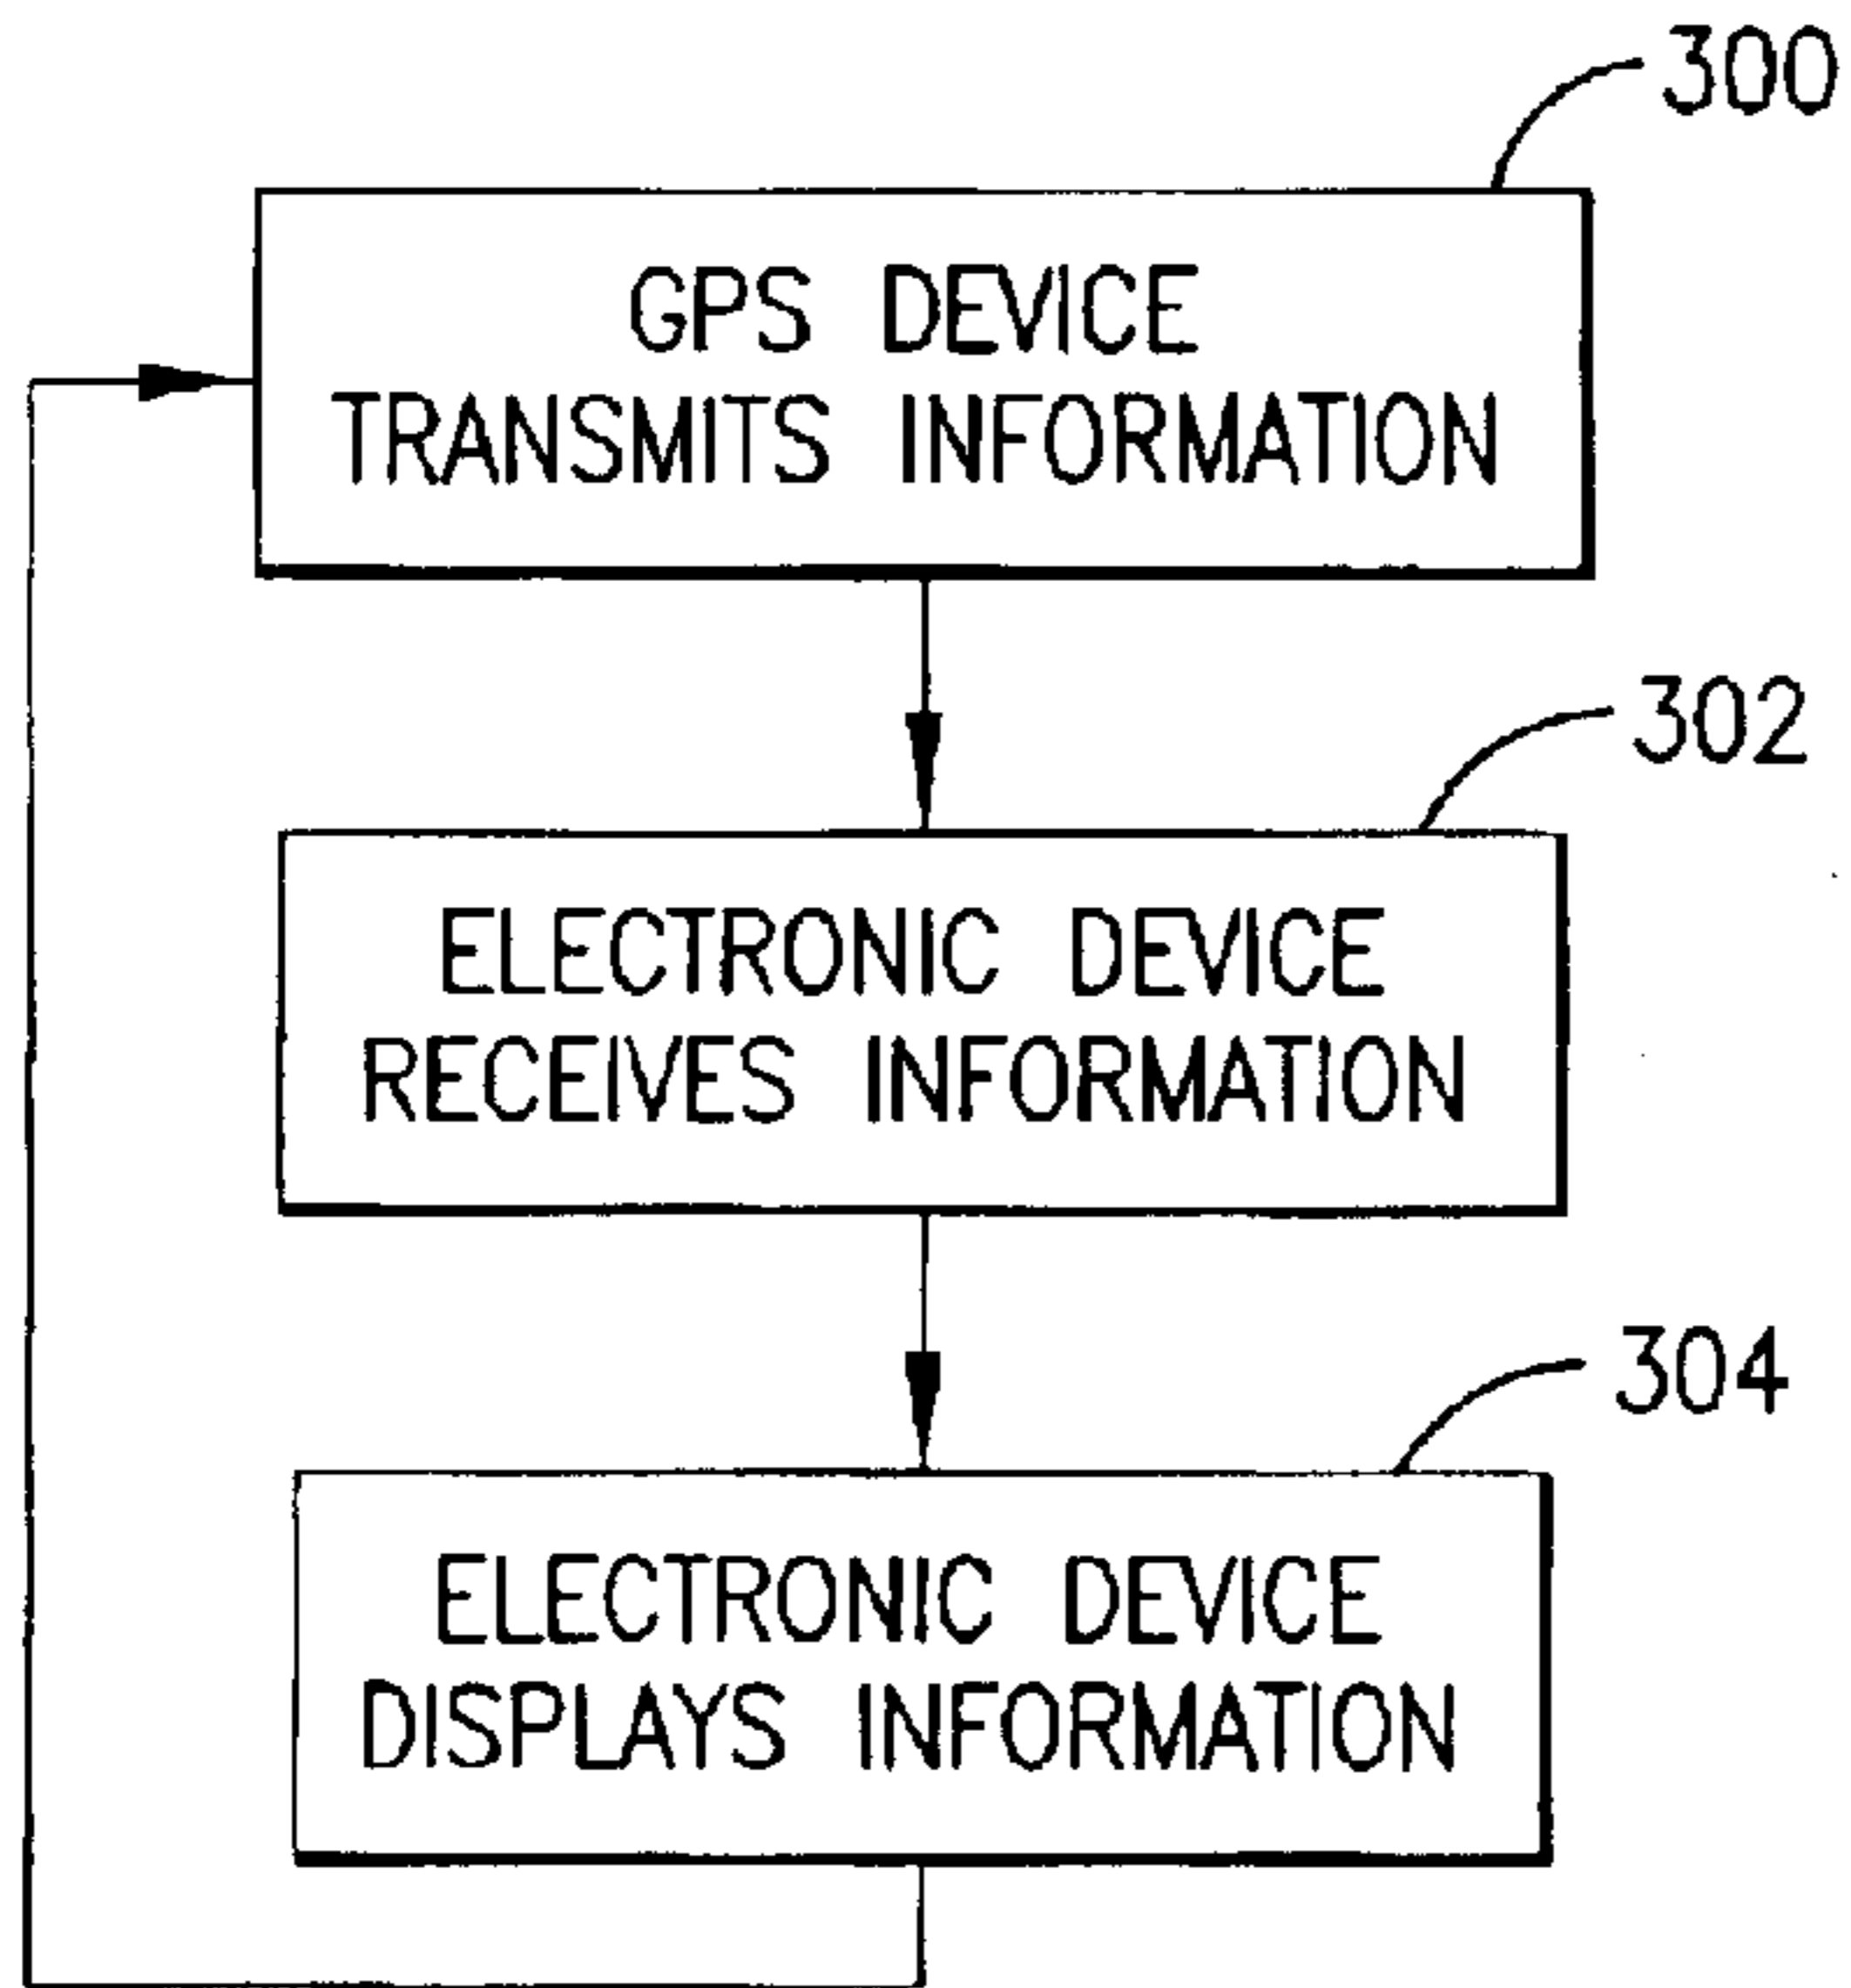 300
GPS DEVICE
TRANSMITS INFORMATION
302
ELECTRONIC DEVICE
RECEIVES INFORMATION
304
ELECTRONIC DEVICE
DISPLAYS INFORMATION